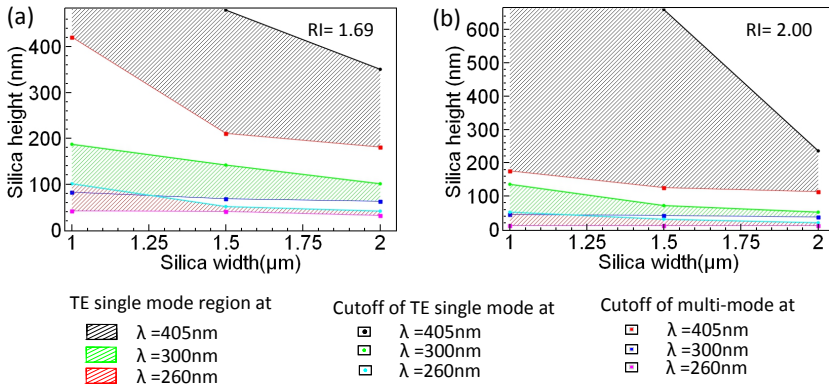 (a)
RI= 1.69
Silica height (nm)
400
300
200
100
0
1
1.25
1.5
1.75
2
Silica width(μm)
(b)
RI= 2.00
Silica height (nm)
600
500
400
300
200
100
0
1
1.25
1.5
1.75
2
Silica width(μm)
TE single mode region at
λ =405nm
λ =300nm
λ =260nm
Cutoff of TE single mode at
λ =405nm
λ =300nm
λ =260nm
Cutoff of multi-mode at
λ =405nm
λ =300nm
λ =260nm